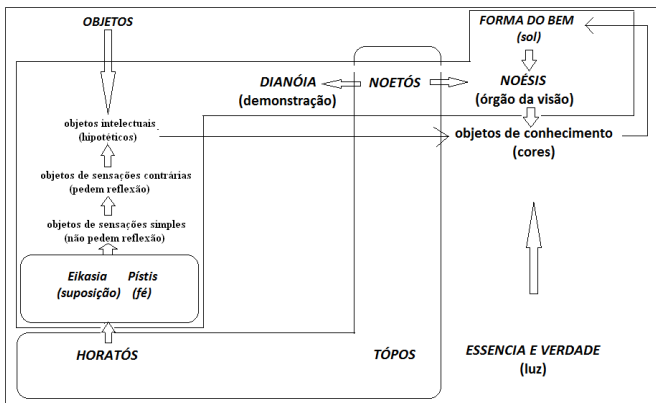 OBJETOS
FORMA DO BEM
(sol)
DIANÓIA
(demonstração)
NOETÓS
NOÉSIS
(órgão da visão)
objetos intelectuais
(hipotéticos)
objetos de conhecimento
(cores)
objetos de sensações contrárias
(pedem reflexão)
objetos de sensações simples
(não pedem reflexão)
Eikasia Pístis
(suposição) (fé)
HORATÓS
TÓPOS
ESSENCIA E VERDADE
(luz)